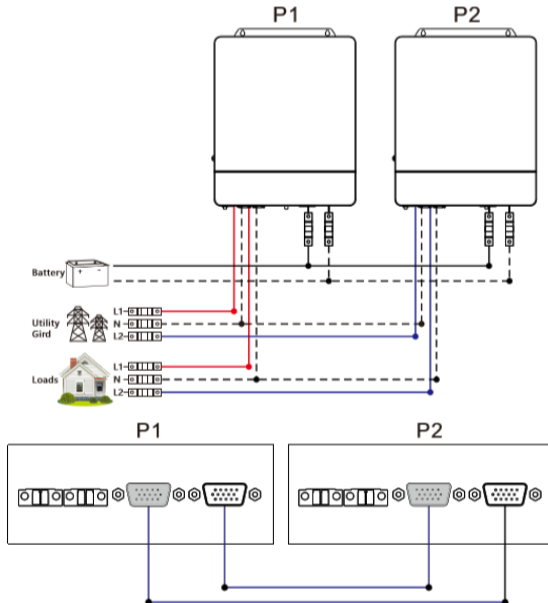 P1 P2
Battery
L1
Utility
Gird
N
L2
L1
Loads
N
L2
P1 P2